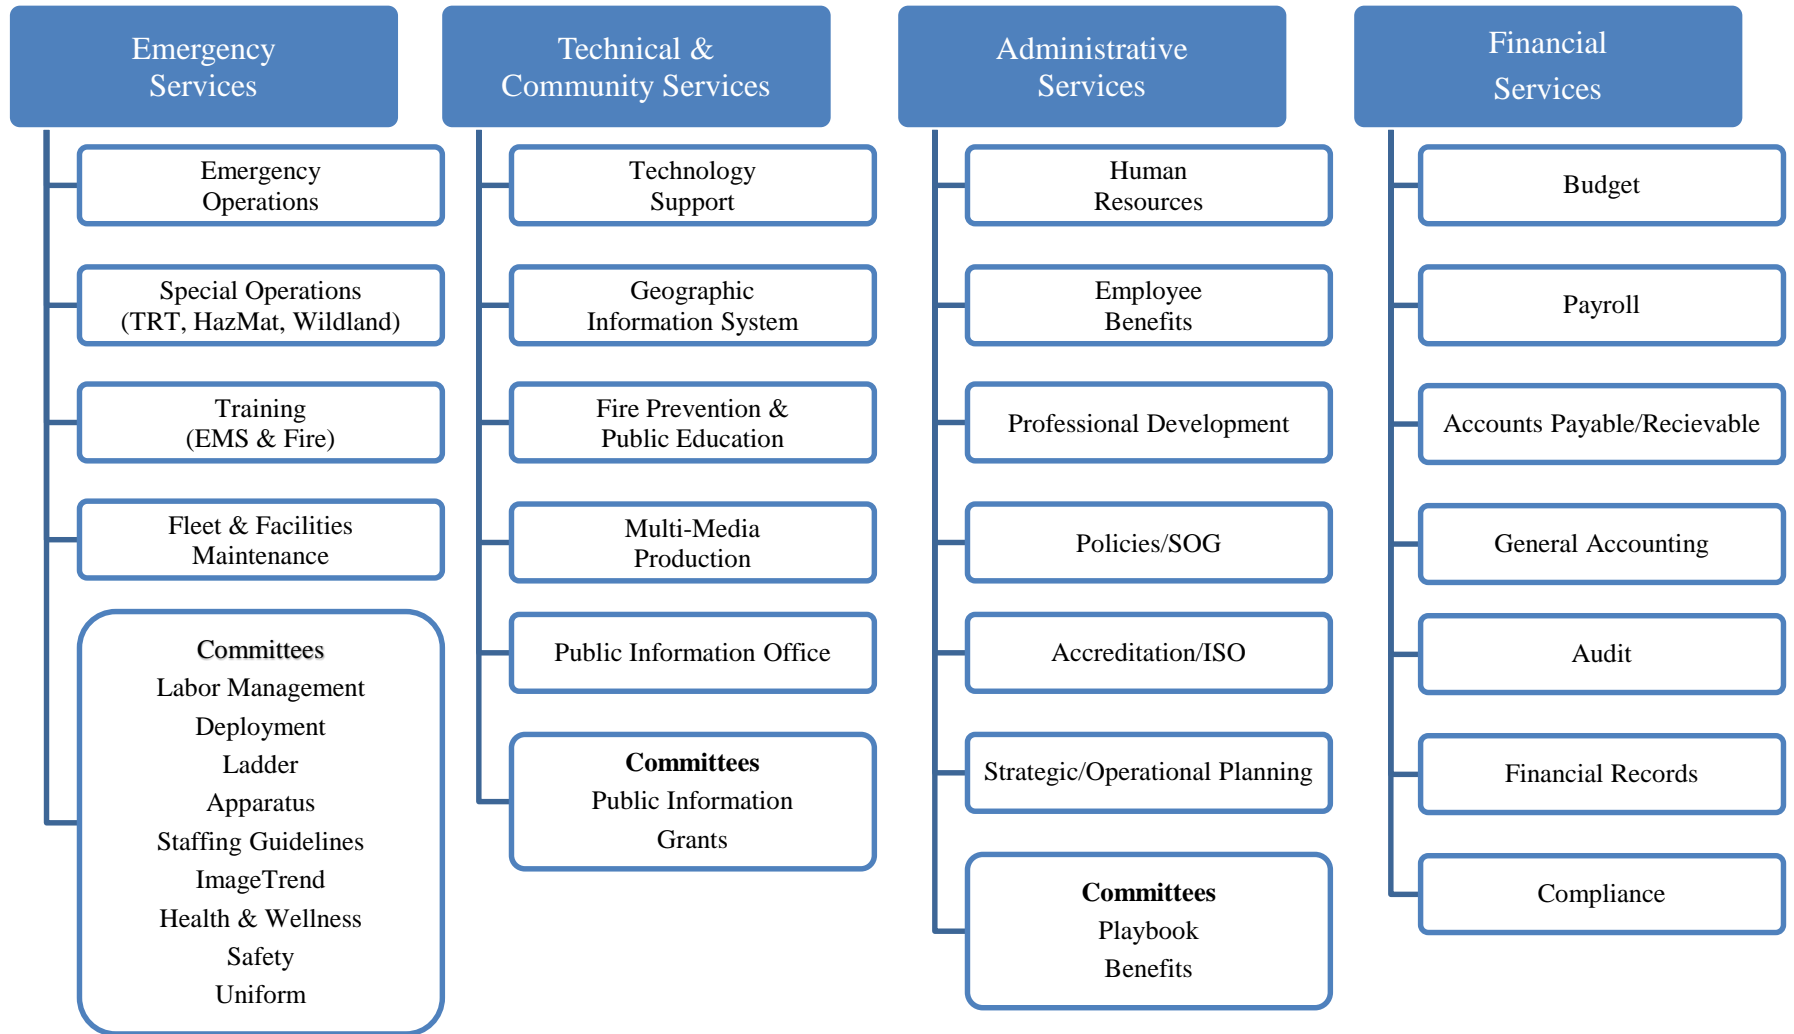 Emergency
Services
Emergency
Operations
Special Operations
(TRT, HazMat, Wildland)
Training
(EMS & Fire)
Fleet & Facilities
Maintenance
Committees
Labor Management
Deployment
Ladder
Apparatus
Staffing Guidelines
ImageTrend
Health & Wellness
Safety
Uniform
Technical &
Community Services
Technology
Support
Geographic
Information System
Fire Prevention &
Public Education
Multi-Media
Production
Public Information Office
Committees
Public Information
Grants
Administrative
Services
Human
Resources
Employee
Benefits
Professional Development
Policies/SOG
Accreditation/ISO
Strategic/Operational Planning
Committees
Playbook
Benefits
Financial
Services
Budget
Payroll
Accounts Payable/Recievable
General Accounting
Audit
Financial Records
Compliance